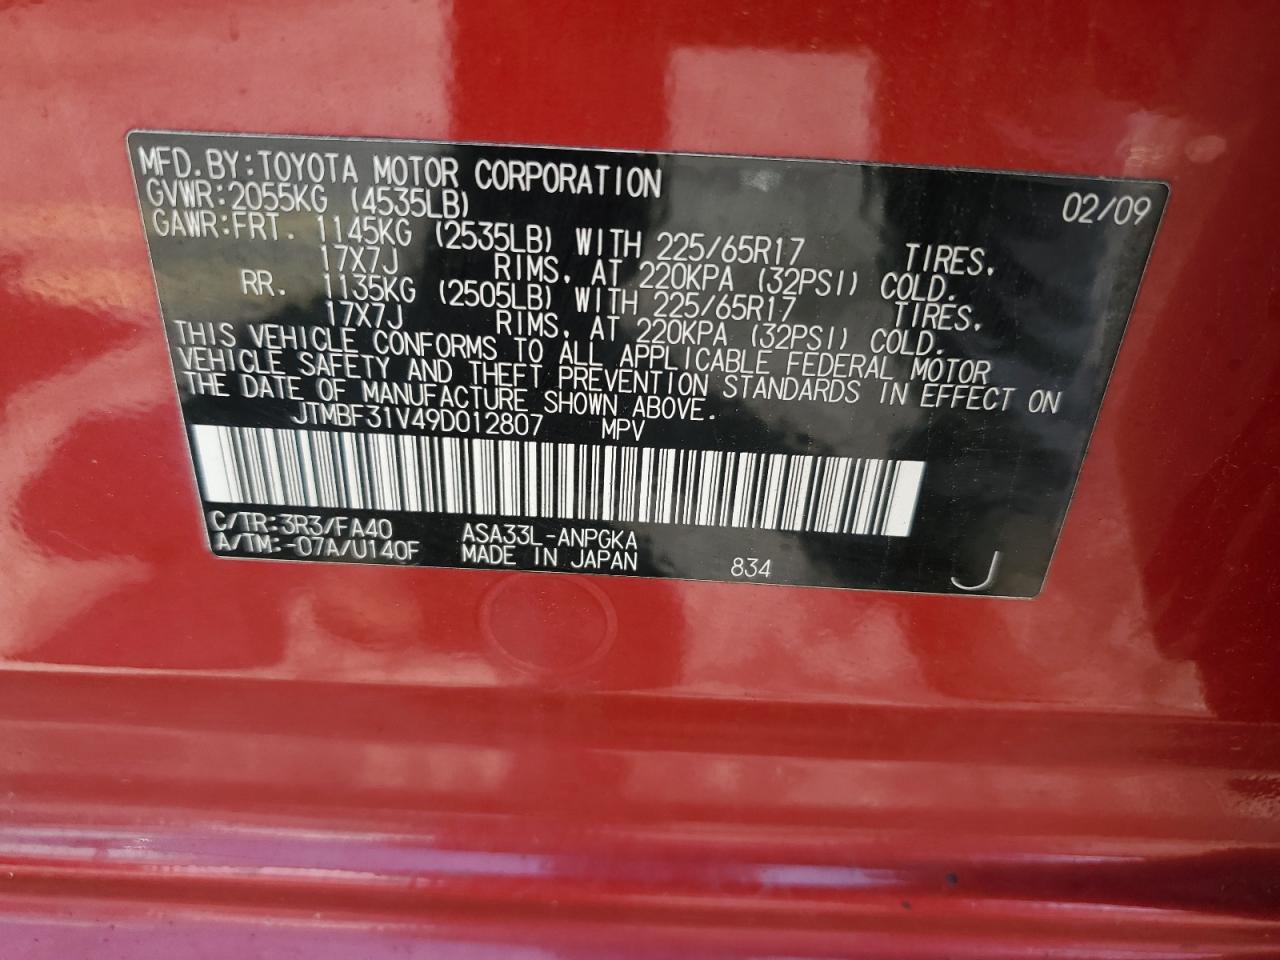 MFD.BY:TOYOTA MOTOR CORPORATION 02/09
GVWR:2055KG (4535LB)
GAWR:FRT. 1145KG (2535LB) WITH 225/65R17 TIRES,
17X7J RIMS, AT 220KPA (32PSI) COLD.
RR. 1135KG (2505LB) WITH 225/65R17 TIRES,
17X7J RIMS, AT 220KPA (32PSI) COLD.
THIS VEHICLE CONFORMS TO ALL APPLICABLE FEDERAL MOTOR
VEHICLE SAFETY AND THEFT PREVENTION STANDARDS IN EFFECT ON
THE DATE OF MANUFACTURE SHOWN ABOVE.
JTMBF31V49D012807 MPV
C/TR:3R3/FA40 ASA33L-ANPGKA
A/TM:-07A/U140F MADE IN JAPAN 834 J